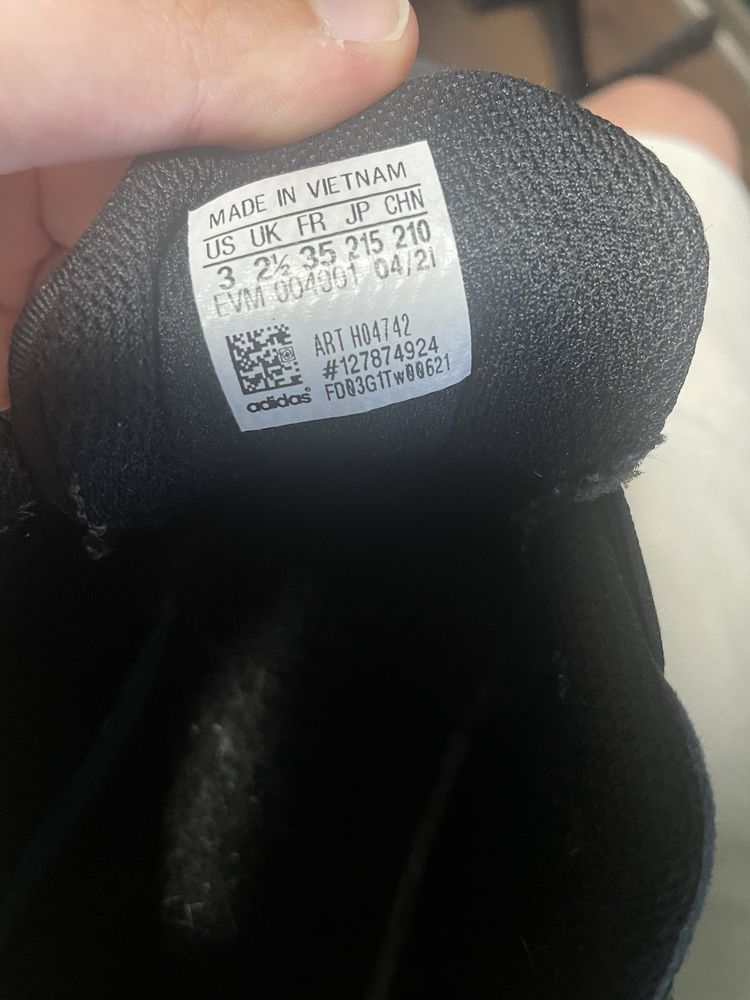 MADE IN VIETNAM
US UK FR JP CHN
3 2½ 35 215 210
EVM 004001 04/21
ART H04742
#127874924
FD03G1Tw00621
adidas